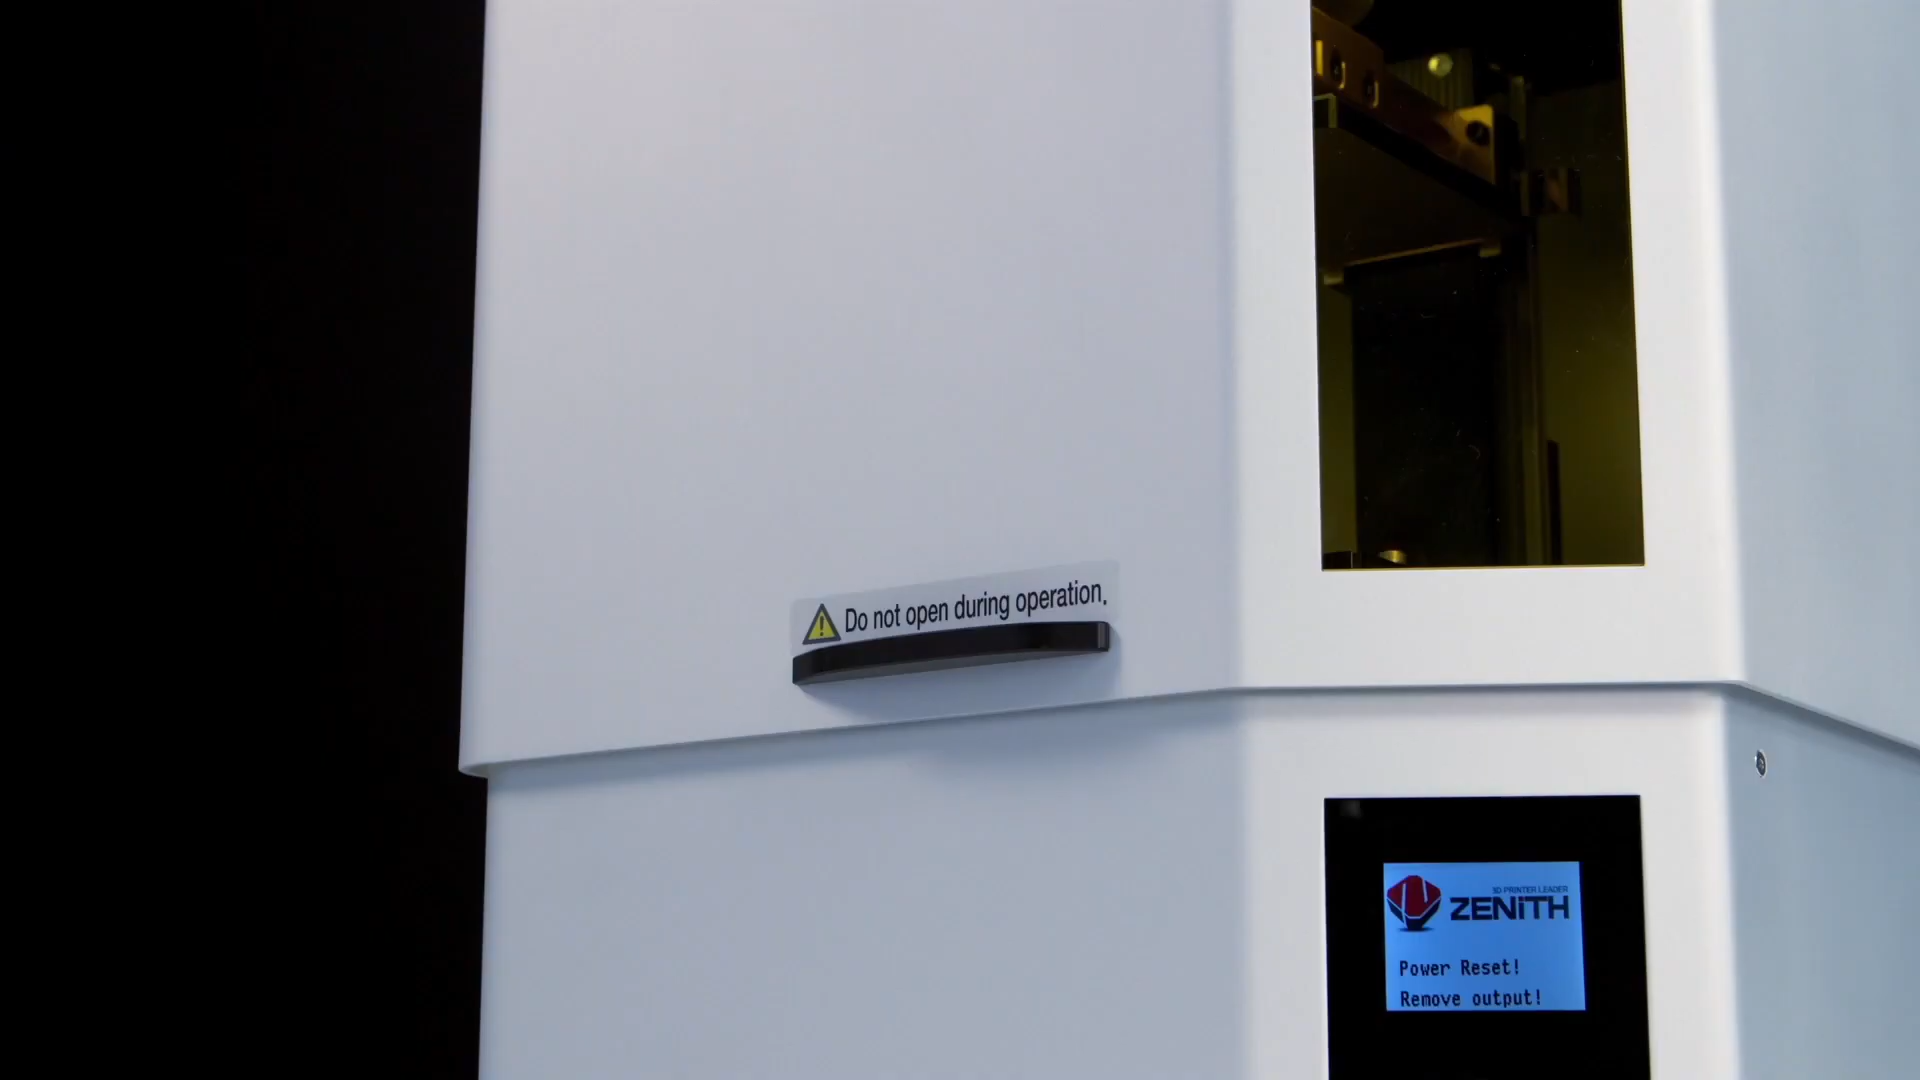 Do not open during operation.
3D PRINTER LEADER
ZENiTH
Power Reset!
Remove output!